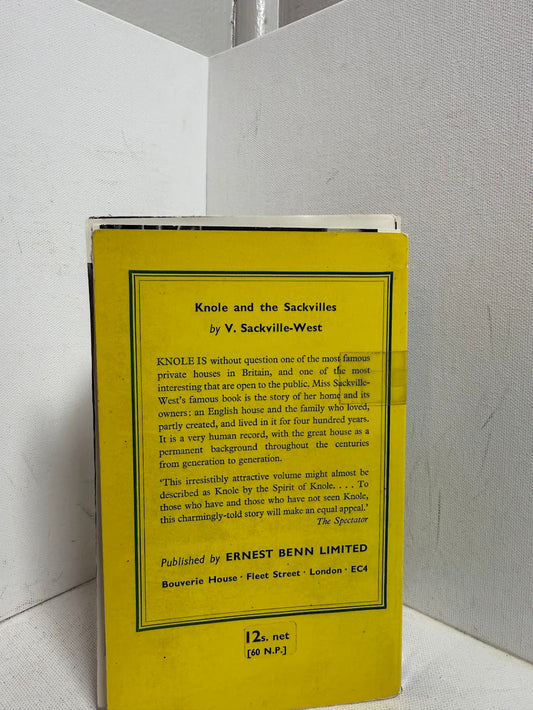 Knole and the Sackvilles
by V. Sackville-West
KNOLE IS without question one of the most famous
private houses in Britain, and one of the most
interesting that are open to the public. Miss Sackville-
West's famous book is the story of her home and its
owners: an English house and the family who loved,
partly created, and lived in it for four hundred years.
It is a very human record, with the great house as a
permanent background throughout the centuries
from generation to generation.
'This irresistibly attractive volume might almost be
described as Knole by the Spirit of Knole. . . . To
those who have and those who have not seen Knole,
this charmingly-told story will make an equal appeal.'
The Spectator
Published by ERNEST BENN LIMITED
Bouverie House · Fleet Street · London · EC4
12s. net
[60 N.P.]